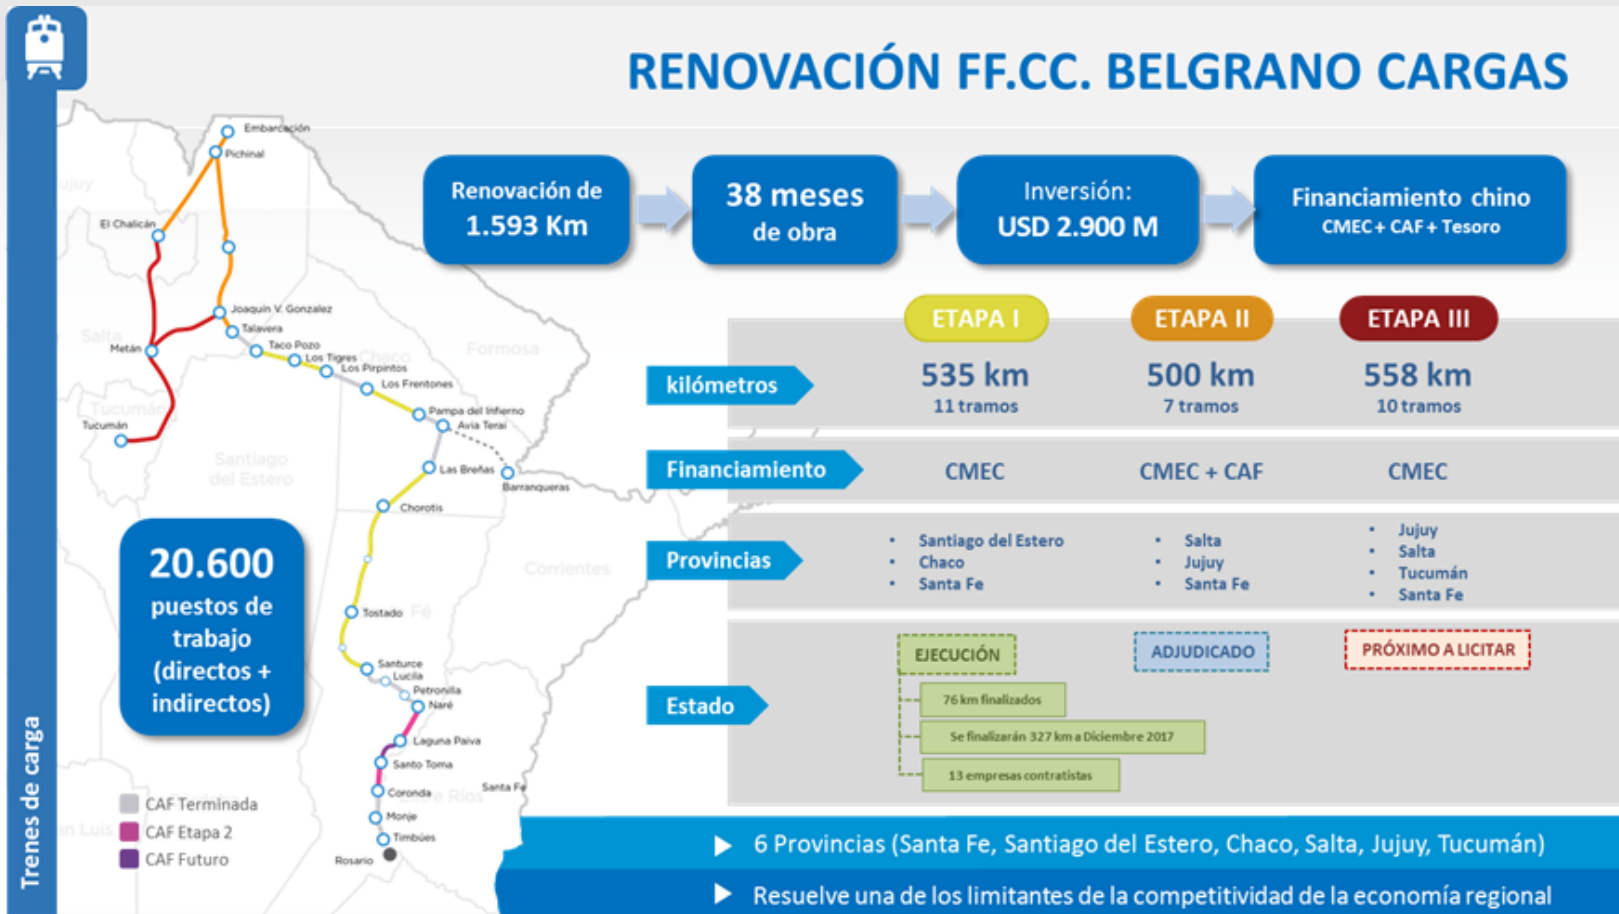 RENOVACIÓN FF.CC. BELGRANO CARGAS
Renovación de
1.593 Km
38 meses
de obra
Inversión:
USD 2.900 M
Financiamiento chino
CMEC + CAF + Tesoro
ETAPA I
ETAPA II
ETAPA III
kilómetros
535 km
11 tramos
500 km
7 tramos
558 km
10 tramos
Financiamiento
CMEC
CMEC + CAF
CMEC
Provincias
• Santiago del Estero
• Chaco
• Santa Fe
• Salta
• Jujuy
• Santa Fe
• Jujuy
• Salta
• Tucumán
• Santa Fe
Estado
EJECUCIÓN
76 km finalizados
Se finalizarán 327 km a Diciembre 2017
13 empresas contratistas
ADJUDICADO
PRÓXIMO A LICITAR
6 Provincias (Santa Fe, Santiago del Estero, Chaco, Salta, Jujuy, Tucumán)
Resuelve una de los limitantes de la competitividad de la economía regional
Trenes de carga
20.600
puestos de
trabajo
(directos +
indirectos)
CAF Terminada
CAF Etapa 2
CAF Futuro
Embarcación
Pichinal
El Chalicán
Joaquín V. Gonzalez
Talavera
Metán
Taco Pozo
Los Tigres
Los Pirpintos
Los Frentones
Pampa del Infierno
Avia Terai
Tucumán
Las Breñas
Barranqueras
Chorotis
Tostado
Santurce
Lucila
Petronilla
Naré
Laguna Paiva
Santo Toma
Coronda
Santa Fe
Monje
Timbúes
Rosario
ujuy
Salta
Chaco
Formosa
Tucumán
Santiago
del Estero
Corrientes
Fé
Entre Ríos
an Luis